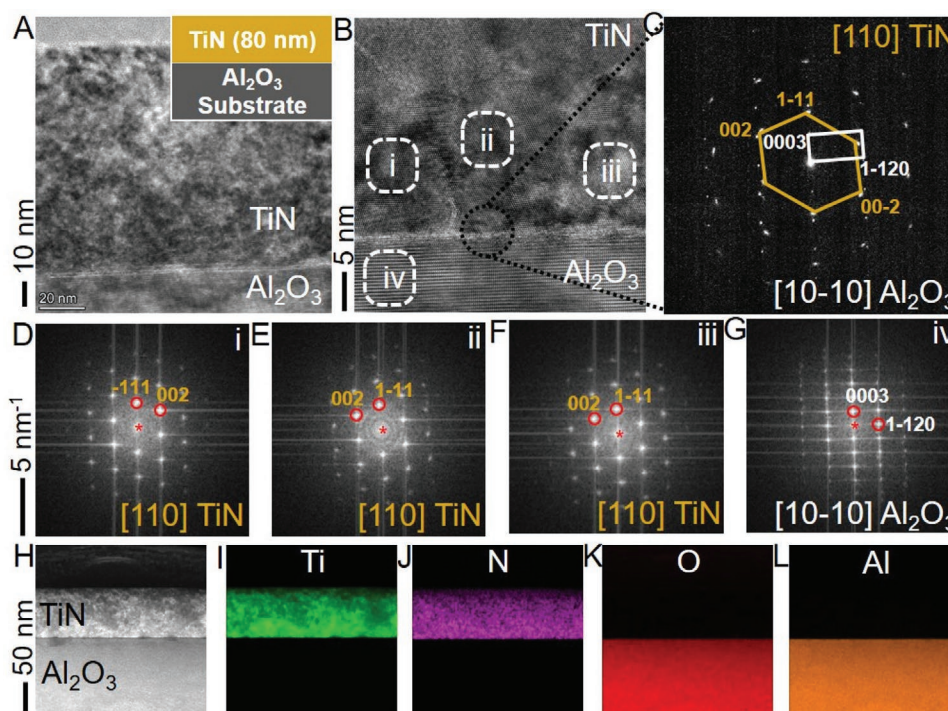 A
TiN (80 nm)
Al2O3
Substrate
TiN
Al2O3
10 nm
20 nm
B
TiN
i
ii
iii
iv
Al2O3
5 nm
C
[110] TiN
1-11
002
0003
1-120
00-2
[10-10] Al2O3
D
i
-111
002
[110] TiN
5 nm-1
E
ii
002
1-11
[110] TiN
F
iii
002
1-11
[110] TiN
G
iv
0003
1-120
[10-10] Al2O3
H
TiN
Al2O3
50 nm
I
Ti
J
N
K
O
L
Al